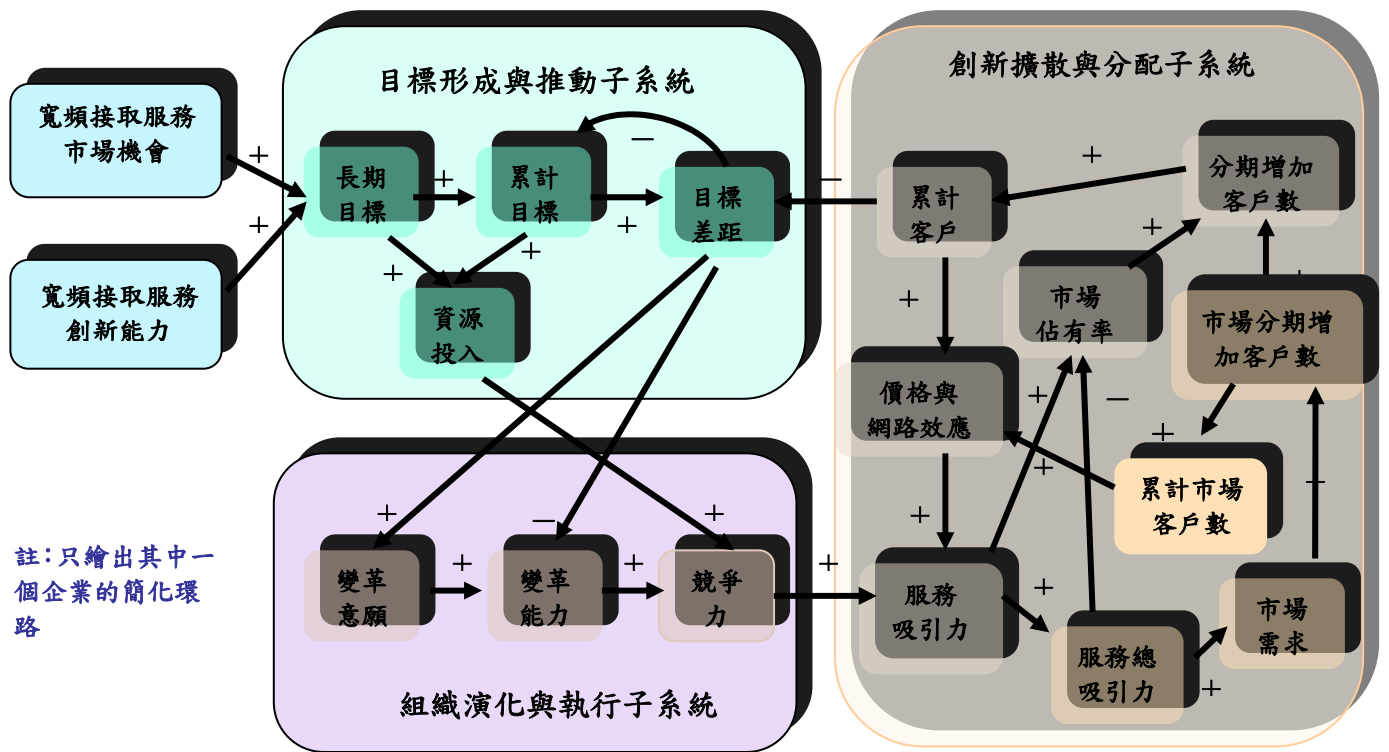 目標形成與推動子系統
創新擴散與分配子系統
寬頻接取服務
市場機會
寬頻接取服務
創新能力
長期
目標
累計
目標
目標
差距
資源
投入
累計
客戶
分期增加
客戶數
市場
佔有率
市場分期增
加客戶數
價格與
網路效應
累計市場
客戶數
服務
吸引力
服務總
吸引力
市場
需求
變革
意願
變革
能力
競爭
力
組織演化與執行子系統
註：只繪出其中一
個企業的簡化環
路
+
+
+
+
+
+
−
−
+
−
+
+
+
+
+
+
+
+
+
+
−
+
+
+
+
+
+